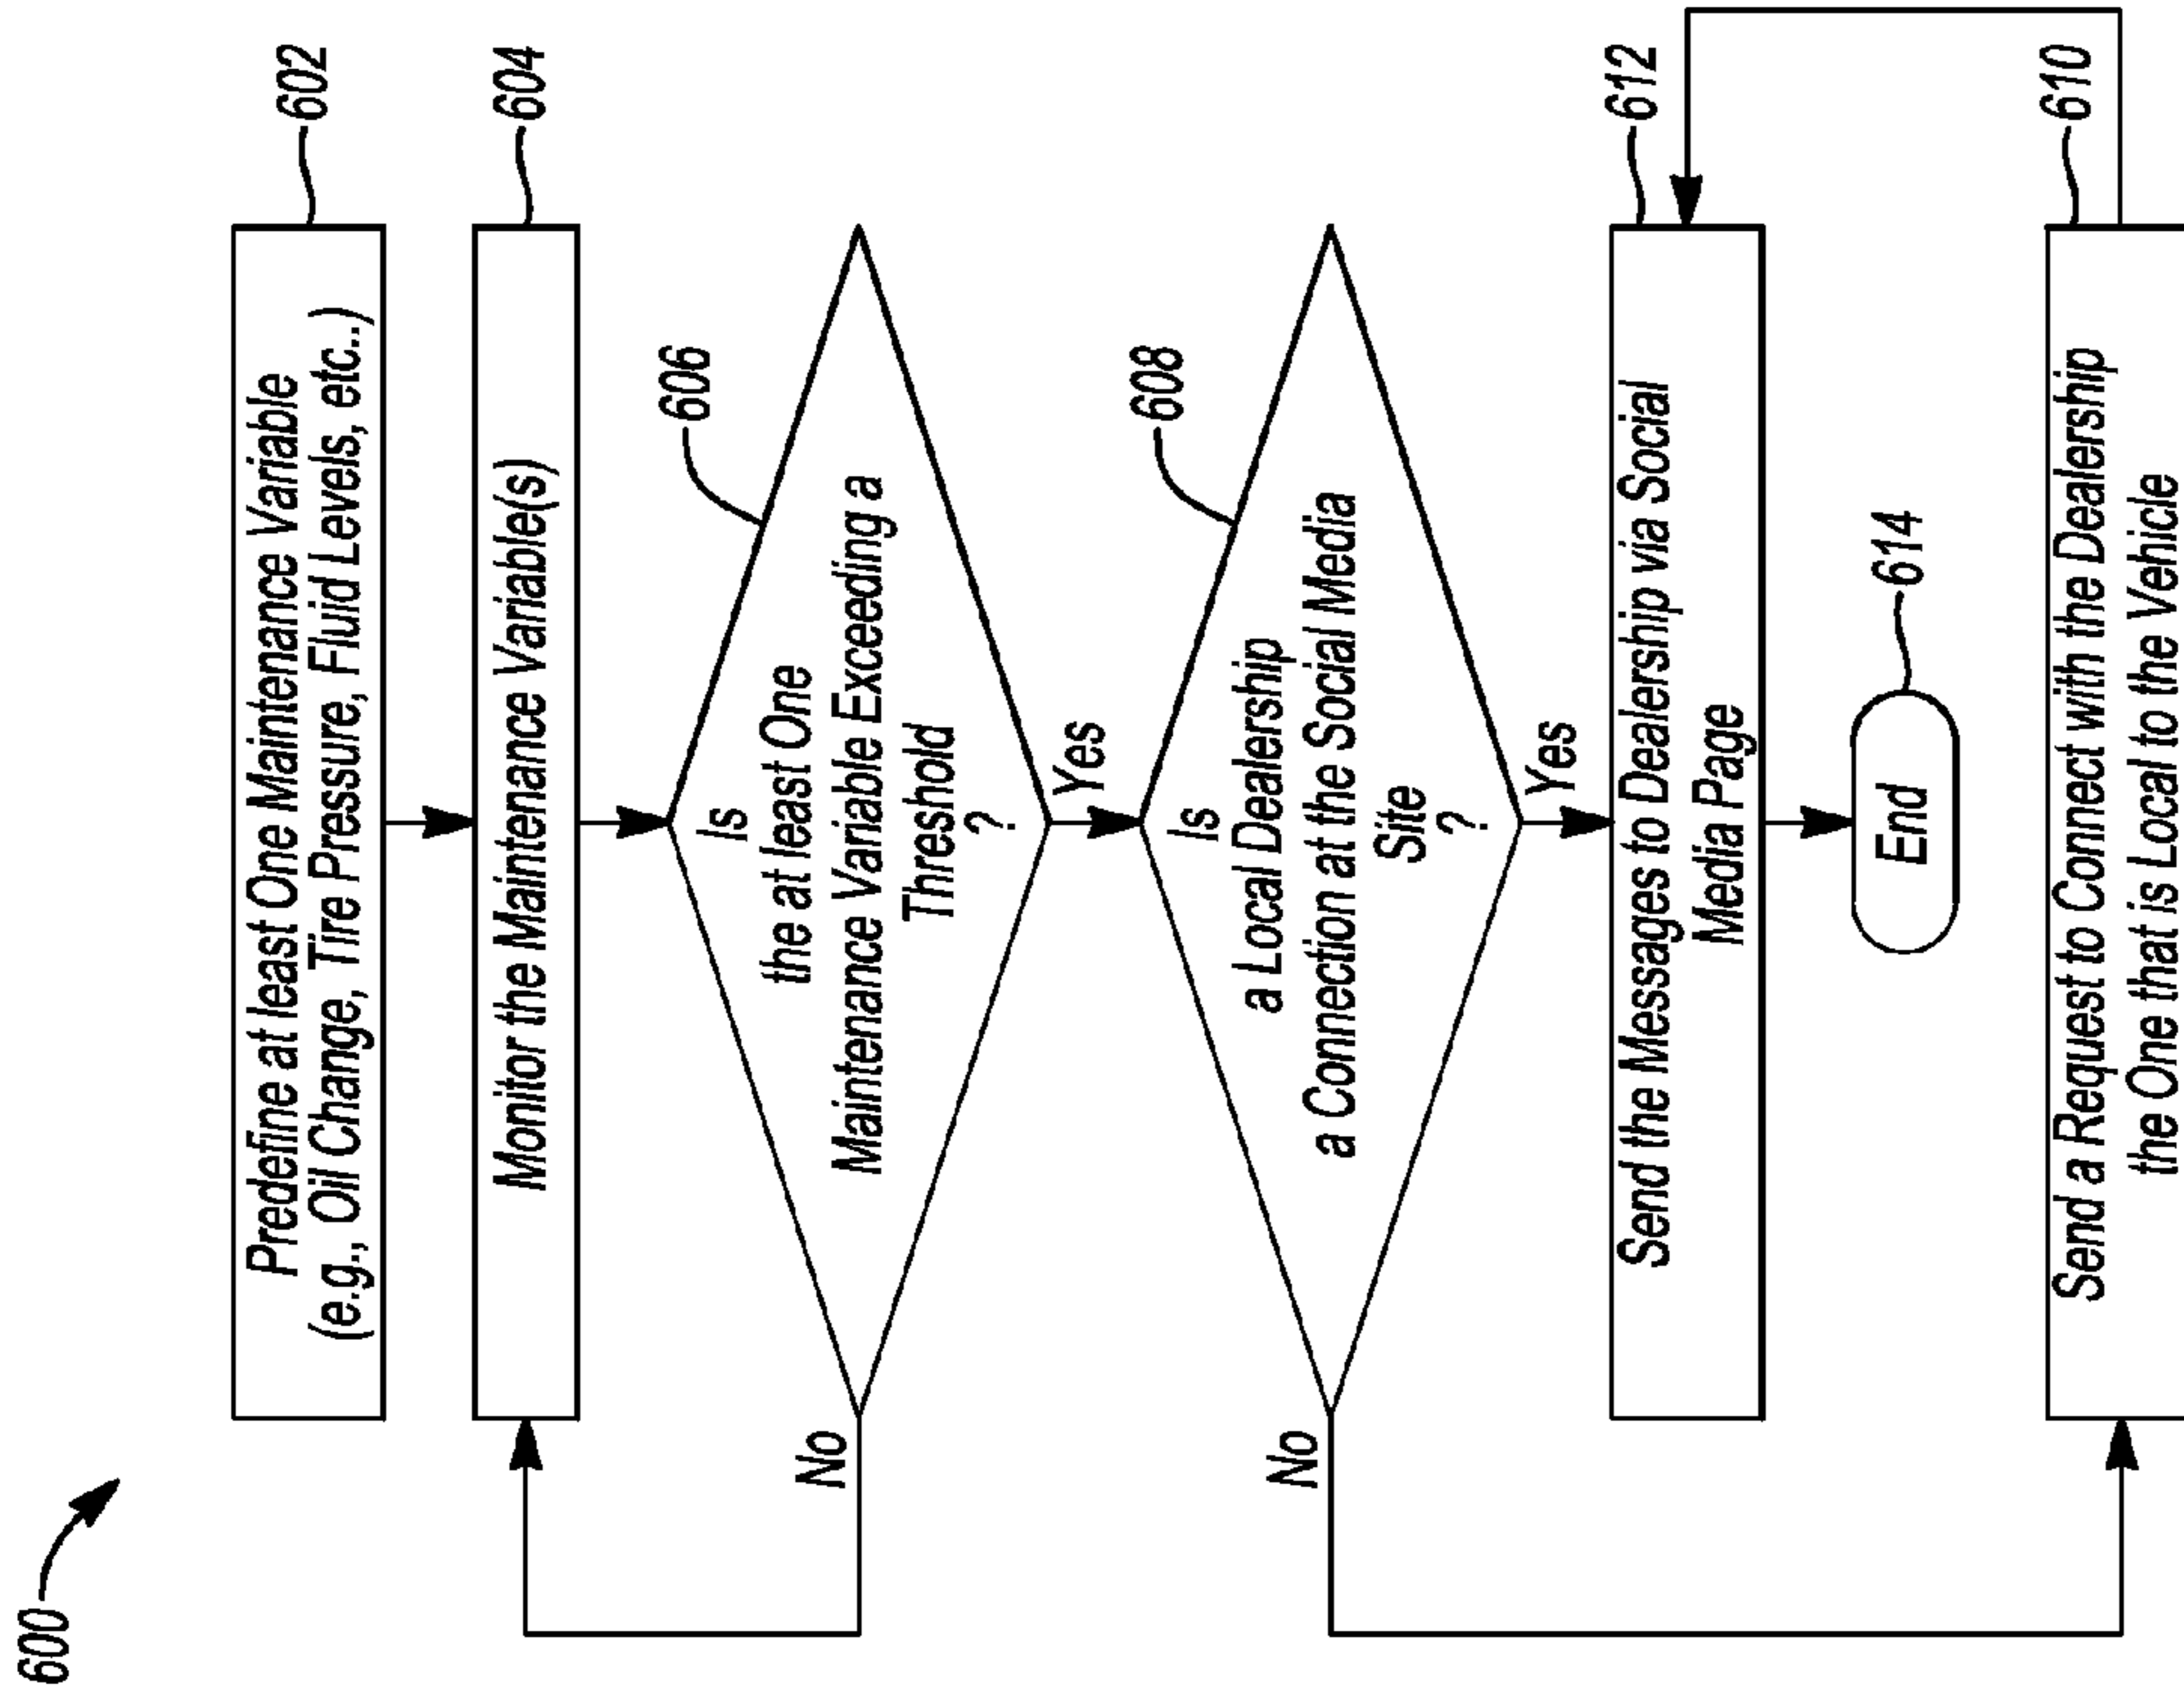 600
Predefine at least One Maintenance Variable
(e.g., Oil Change, Tire Pressure, Fluid Levels, etc..)
602
Monitor the Maintenance Variable(s)
604
Is
the at least One
Maintenance Variable Exceeding a
Threshold
?
606
No
Yes
Is
a Local Dealership
a Connection at the Social Media
Site
?
608
No
Yes
Send the Messages to Dealership via Social
Media Page
612
End
614
Send a Request to Connect with the Dealership
the One that is Local to the Vehicle
610